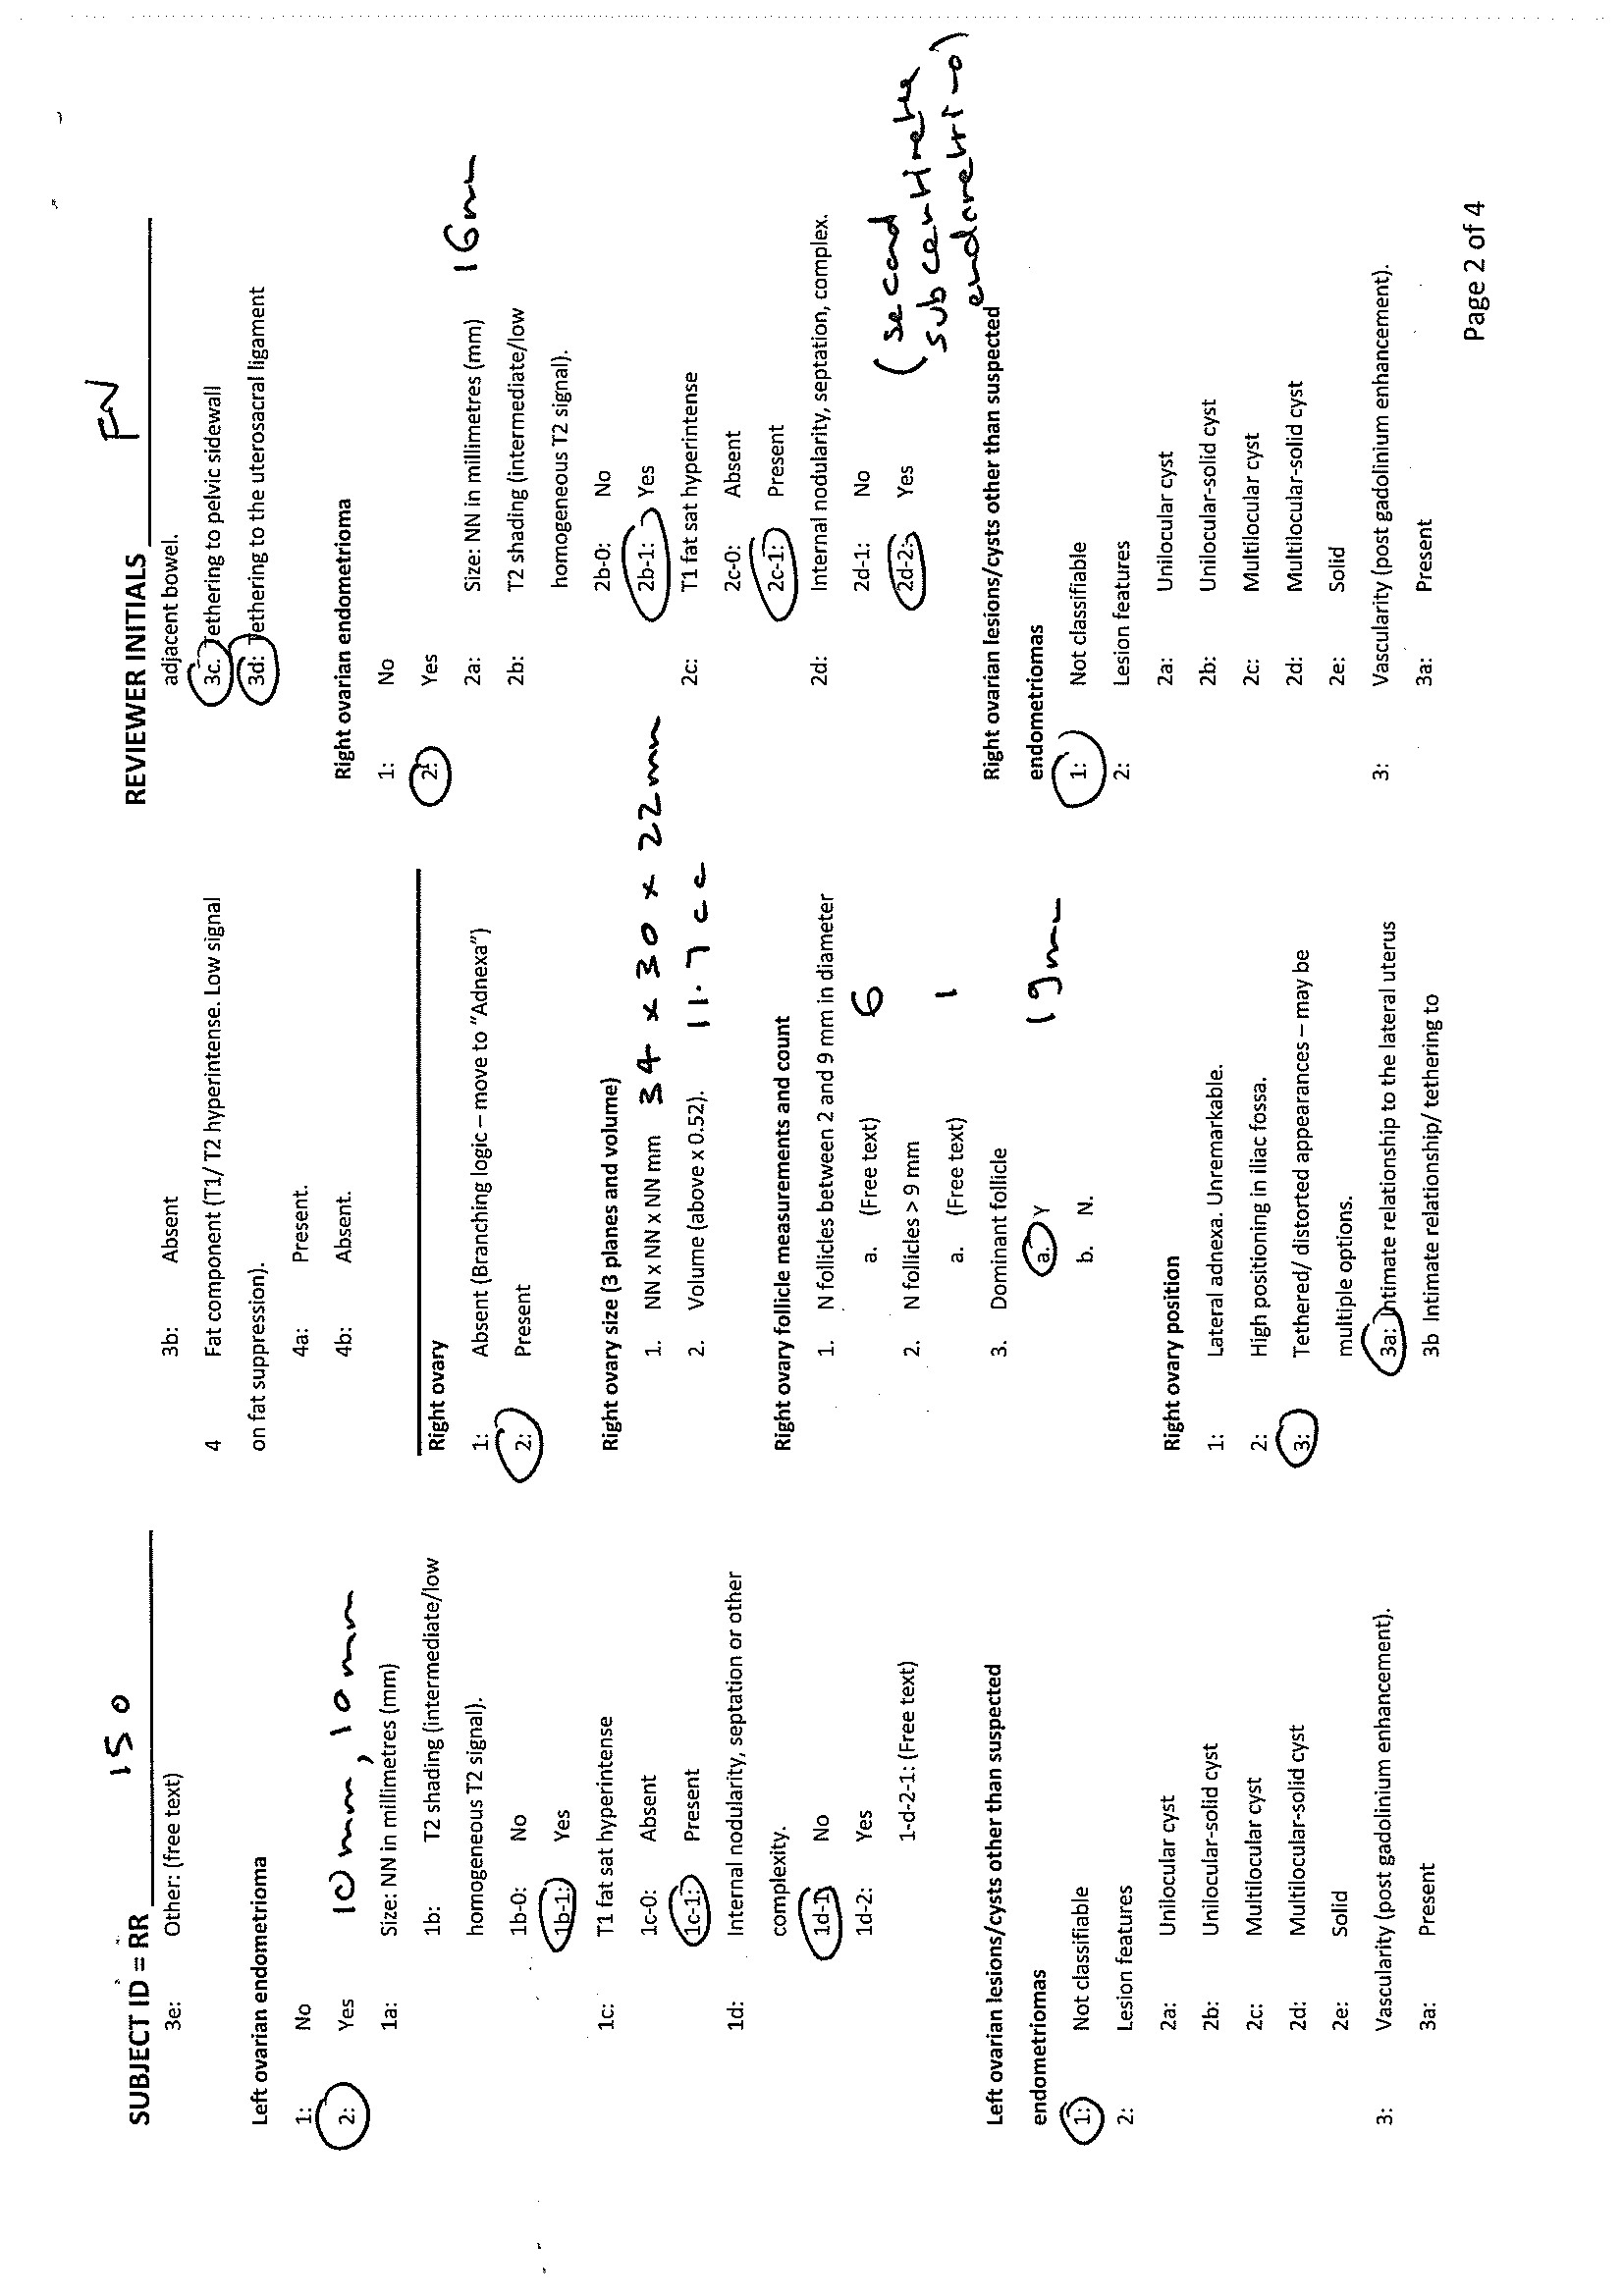 SUBJECT ID = RR 150
REVIEWER INITIALS FN
3e: Other: (free text)
Left ovarian endometrioma
1: No
2: Yes 10mm, 10mm
1a: Size: NN in millimetres (mm)
1b: T2 shading (intermediate/low
homogeneous T2 signal).
1b-0: No
1b-1: Yes
1c: T1 fat sat hyperintense
1c-0: Absent
1c-1: Present
1d: Internal nodularity, septation or other
complexity.
1d-1 No
1d-2: Yes
1-d-2-1: (Free text)
Left ovarian lesions/cysts other than suspected
endometriomas
1: Not classifiable
2: Lesion features
2a: Unilocular cyst
2b: Unilocular-solid cyst
2c: Multilocular cyst
2d: Multilocular-solid cyst
2e: Solid
3: Vascularity (post gadolinium enhancement).
3a: Present
3b: Absent
4 Fat component (T1/ T2 hyperintense. Low signal
on fat suppression).
4a: Present.
4b: Absent.
Right ovary
1: Absent (Branching logic – move to "Adnexa")
2: Present
Right ovary size (3 planes and volume)
1. NN x NN x NN mm 34 x 30 x 22mm
2. Volume (above x 0.52). 11.7 cc
Right ovary follicle measurements and count
1. N follicles between 2 and 9 mm in diameter
a. (Free text) 6
2. N follicles > 9 mm
a. (Free text) 1
3. Dominant follicle
a. Y 19mm
b. N.
Right ovary position
1: Lateral adnexa. Unremarkable.
2: High positioning in iliac fossa.
3: Tethered/ distorted appearances – may be
multiple options.
3a: Intimate relationship to the lateral uterus
3b Intimate relationship/ tethering to
adjacent bowel.
3c. Tethering to pelvic sidewall
3d: Tethering to the uterosacral ligament
Right ovarian endometrioma
1: No
2: Yes
2a: Size: NN in millimetres (mm) 16mm
2b: T2 shading (intermediate/low
homogeneous T2 signal).
2b-0: No
2b-1: Yes
2c: T1 fat sat hyperintense
2c-0: Absent
2c-1: Present
2d: Internal nodularity, septation, complex.
2d-1: No
2d-2: Yes
(second
subcentimetre
endometrioma)
Right ovarian lesions/cysts other than suspected
endometriomas
1: Not classifiable
2: Lesion features
2a: Unilocular cyst
2b: Unilocular-solid cyst
2c: Multilocular cyst
2d: Multilocular-solid cyst
2e: Solid
3: Vascularity (post gadolinium enhancement).
3a: Present
Page 2 of 4